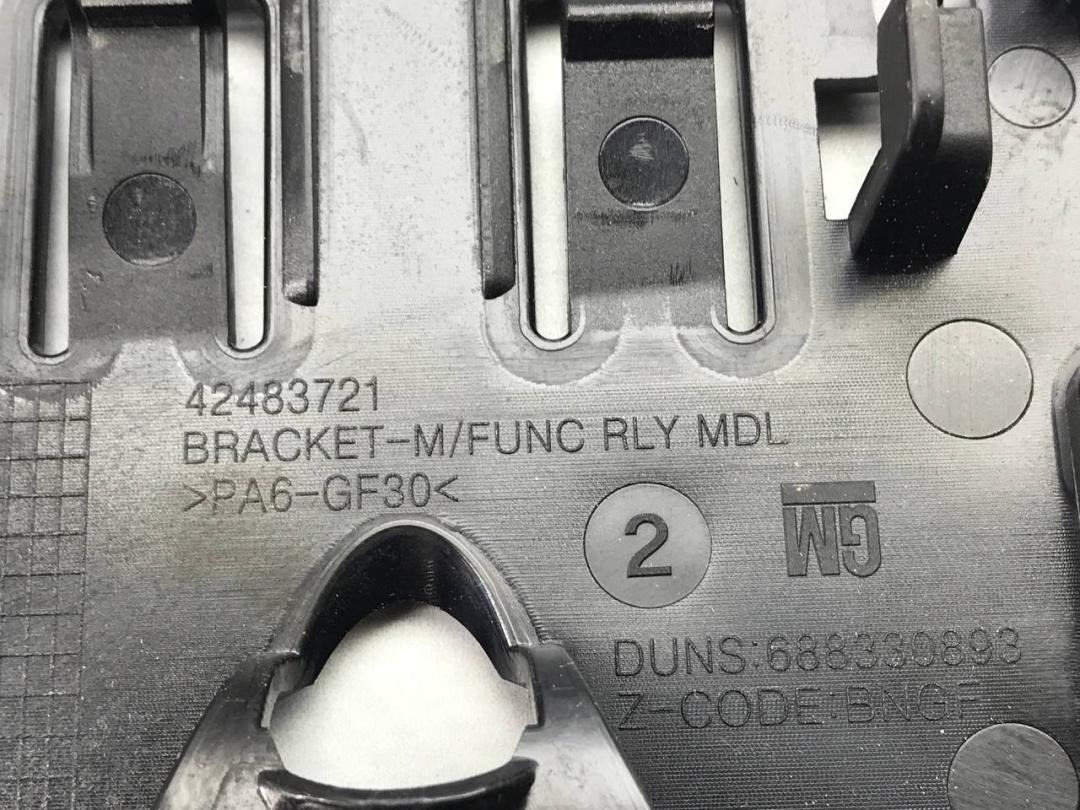 42483721
BRACKET-M/FUNC RLY MDL
>PA6-GF30<
2
GM
DUNS:688330893
Z-CODE:BNGF